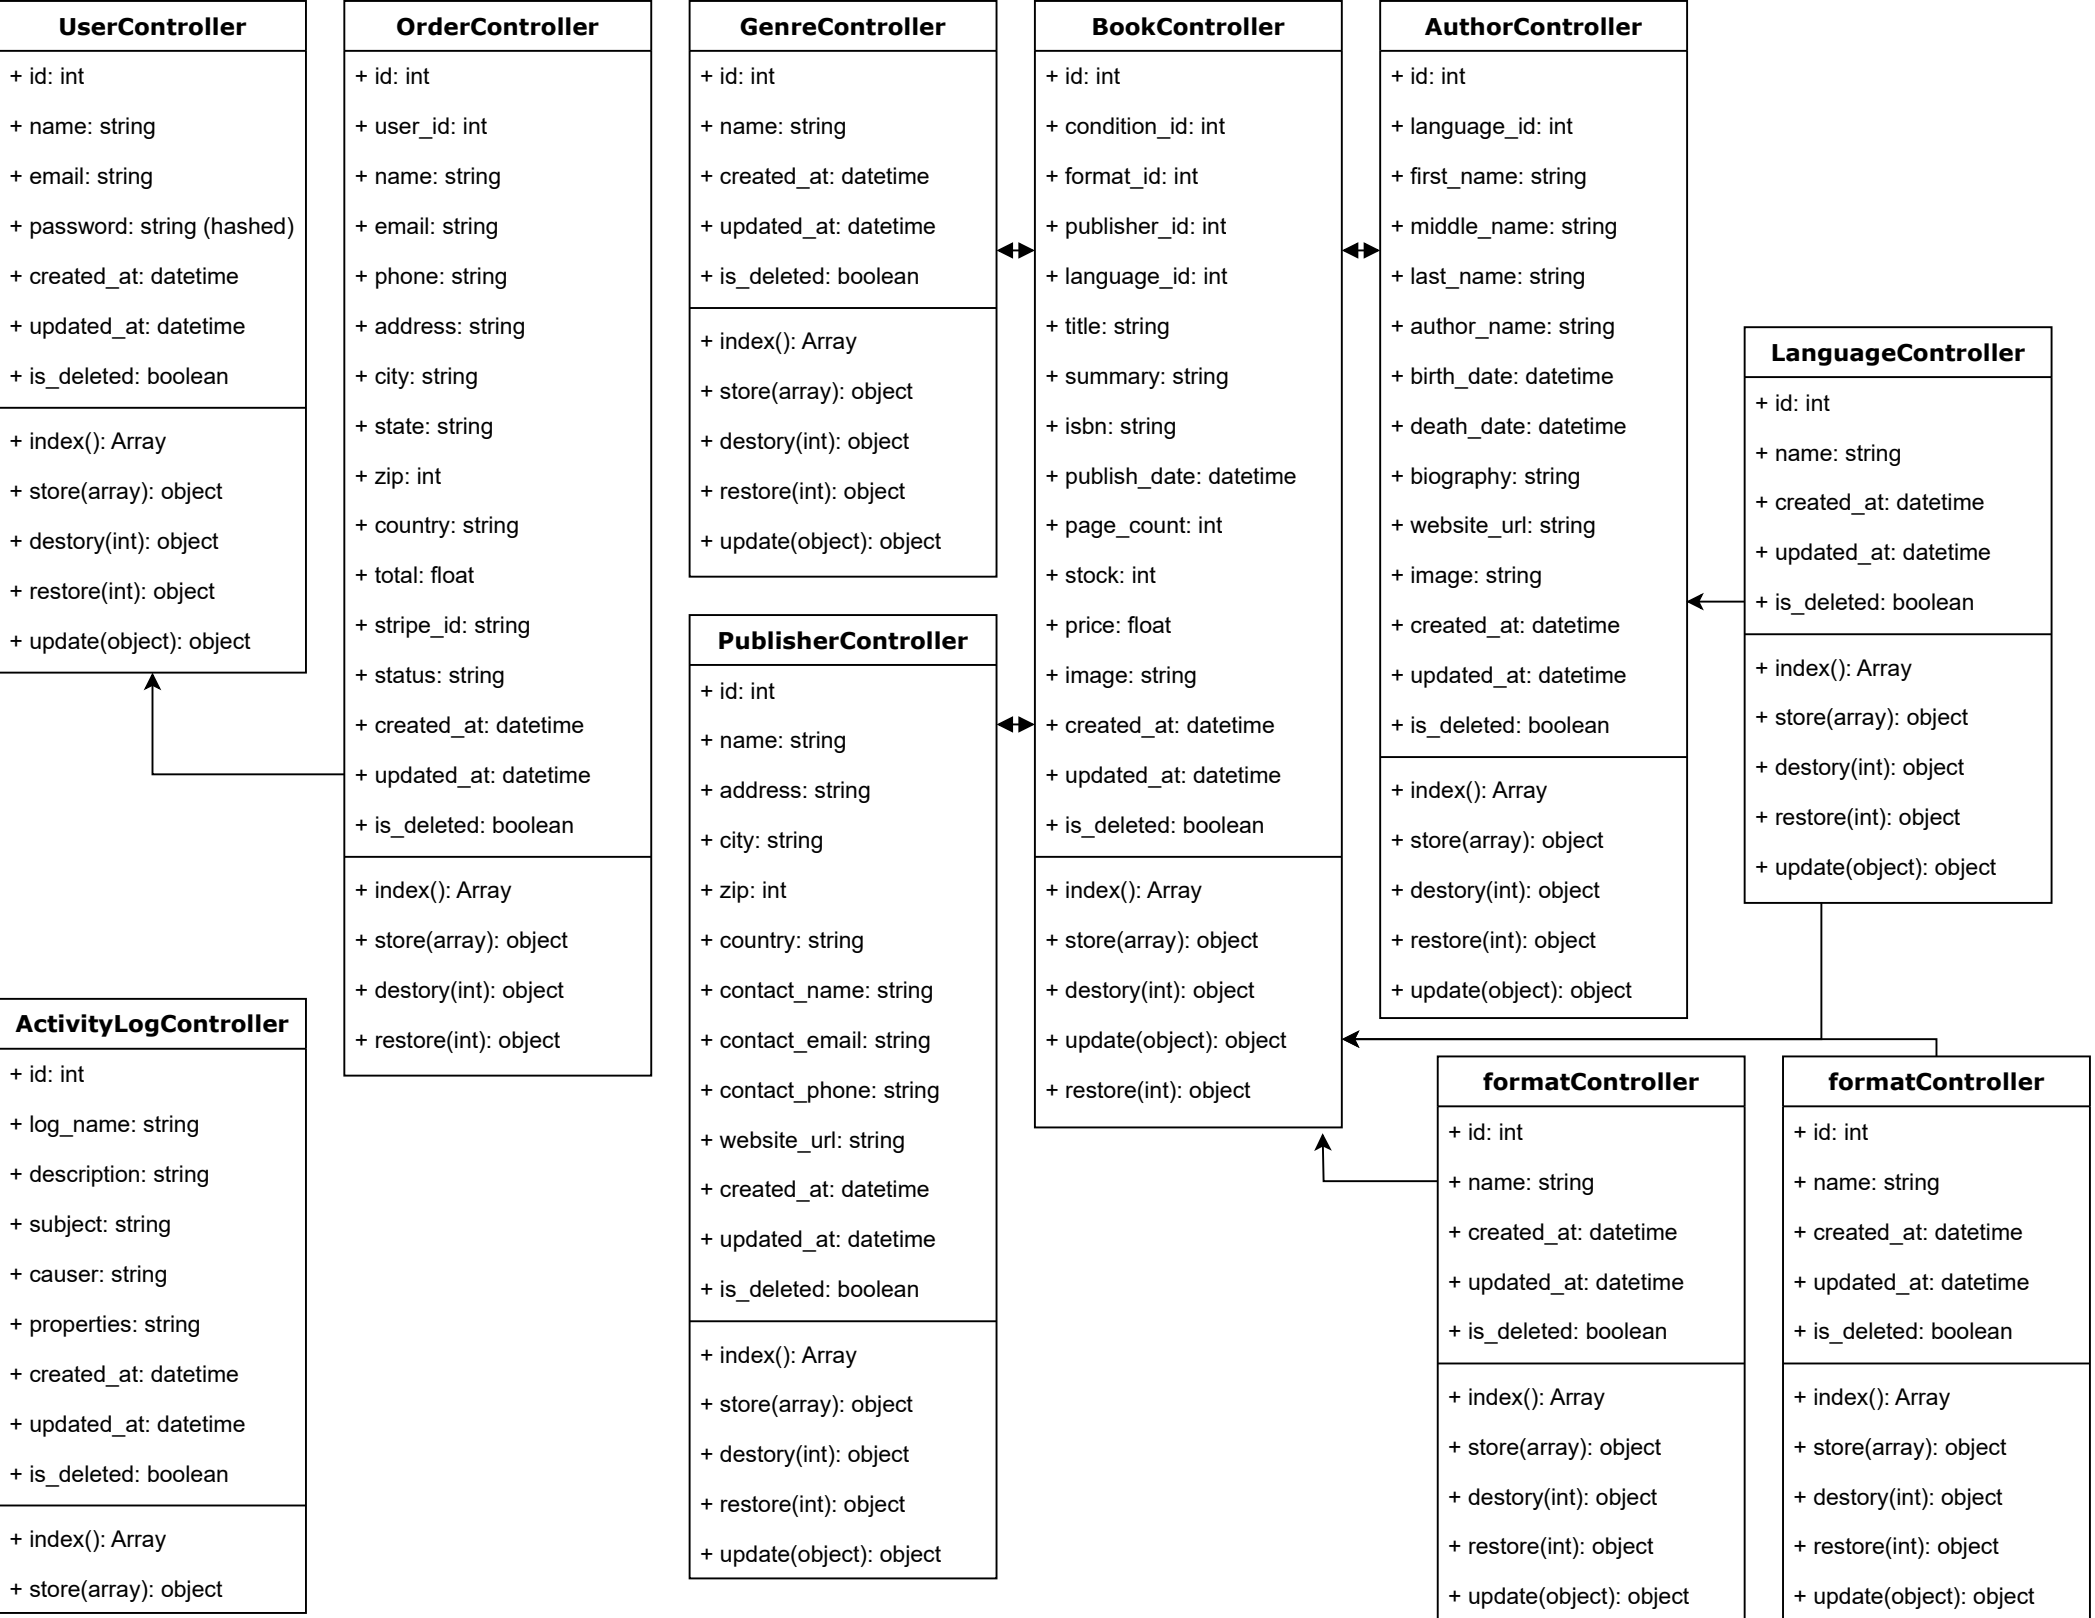 UserController
+ id: int
+ name: string
+ email: string
+ password: string (hashed)
+ created_at: datetime
+ updated_at: datetime
+ is_deleted: boolean
+ index(): Array
+ store(array): object
+ destory(int): object
+ restore(int): object
+ update(object): object
OrderController
+ id: int
+ user_id: int
+ name: string
+ email: string
+ phone: string
+ address: string
+ city: string
+ state: string
+ zip: int
+ country: string
+ total: float
+ stripe_id: string
+ status: string
+ created_at: datetime
+ updated_at: datetime
+ is_deleted: boolean
+ index(): Array
+ store(array): object
+ destory(int): object
+ restore(int): object
GenreController
+ id: int
+ name: string
+ created_at: datetime
+ updated_at: datetime
+ is_deleted: boolean
+ index(): Array
+ store(array): object
+ destory(int): object
+ restore(int): object
+ update(object): object
BookController
+ id: int
+ condition_id: int
+ format_id: int
+ publisher_id: int
+ language_id: int
+ title: string
+ summary: string
+ isbn: string
+ publish_date: datetime
+ page_count: int
+ stock: int
+ price: float
+ image: string
+ created_at: datetime
+ updated_at: datetime
+ is_deleted: boolean
+ index(): Array
+ store(array): object
+ destory(int): object
+ update(object): object
+ restore(int): object
AuthorController
+ id: int
+ language_id: int
+ first_name: string
+ middle_name: string
+ last_name: string
+ author_name: string
+ birth_date: datetime
+ death_date: datetime
+ biography: string
+ website_url: string
+ image: string
+ created_at: datetime
+ updated_at: datetime
+ is_deleted: boolean
+ index(): Array
+ store(array): object
+ destory(int): object
+ restore(int): object
+ update(object): object
LanguageController
+ id: int
+ name: string
+ created_at: datetime
+ updated_at: datetime
+ is_deleted: boolean
+ index(): Array
+ store(array): object
+ destory(int): object
+ restore(int): object
+ update(object): object
PublisherController
+ id: int
+ name: string
+ address: string
+ city: string
+ zip: int
+ country: string
+ contact_name: string
+ contact_email: string
+ contact_phone: string
+ website_url: string
+ created_at: datetime
+ updated_at: datetime
+ is_deleted: boolean
+ index(): Array
+ store(array): object
+ destory(int): object
+ restore(int): object
+ update(object): object
ActivityLogController
+ id: int
+ log_name: string
+ description: string
+ subject: string
+ causer: string
+ properties: string
+ created_at: datetime
+ updated_at: datetime
+ is_deleted: boolean
+ index(): Array
+ store(array): object
formatController
+ id: int
+ name: string
+ created_at: datetime
+ updated_at: datetime
+ is_deleted: boolean
+ index(): Array
+ store(array): object
+ destory(int): object
+ restore(int): object
+ update(object): object
formatController
+ id: int
+ name: string
+ created_at: datetime
+ updated_at: datetime
+ is_deleted: boolean
+ index(): Array
+ store(array): object
+ destory(int): object
+ restore(int): object
+ update(object): object